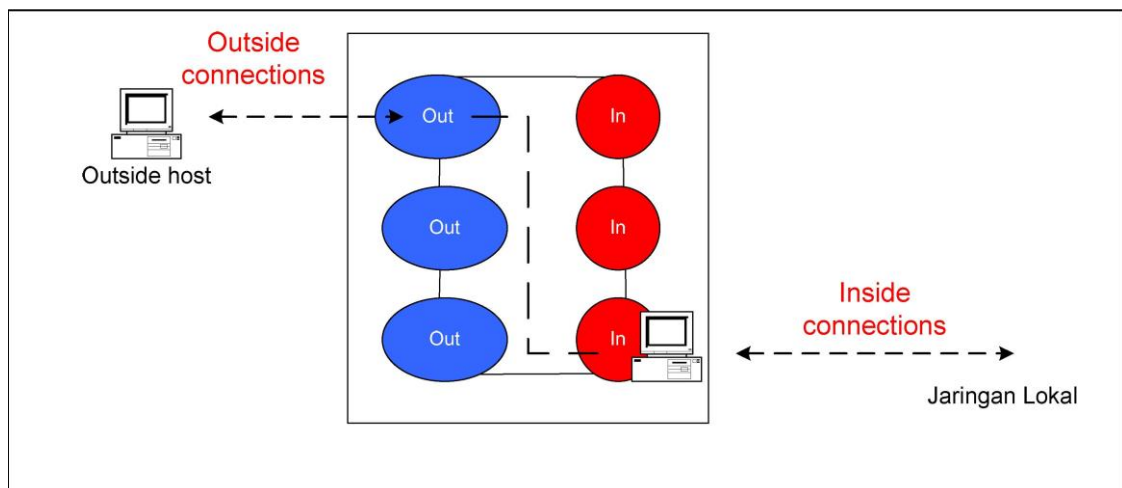 Outside
connections
Outside host
Out
In
Out
In
Out
In
Inside
connections
Jaringan Lokal